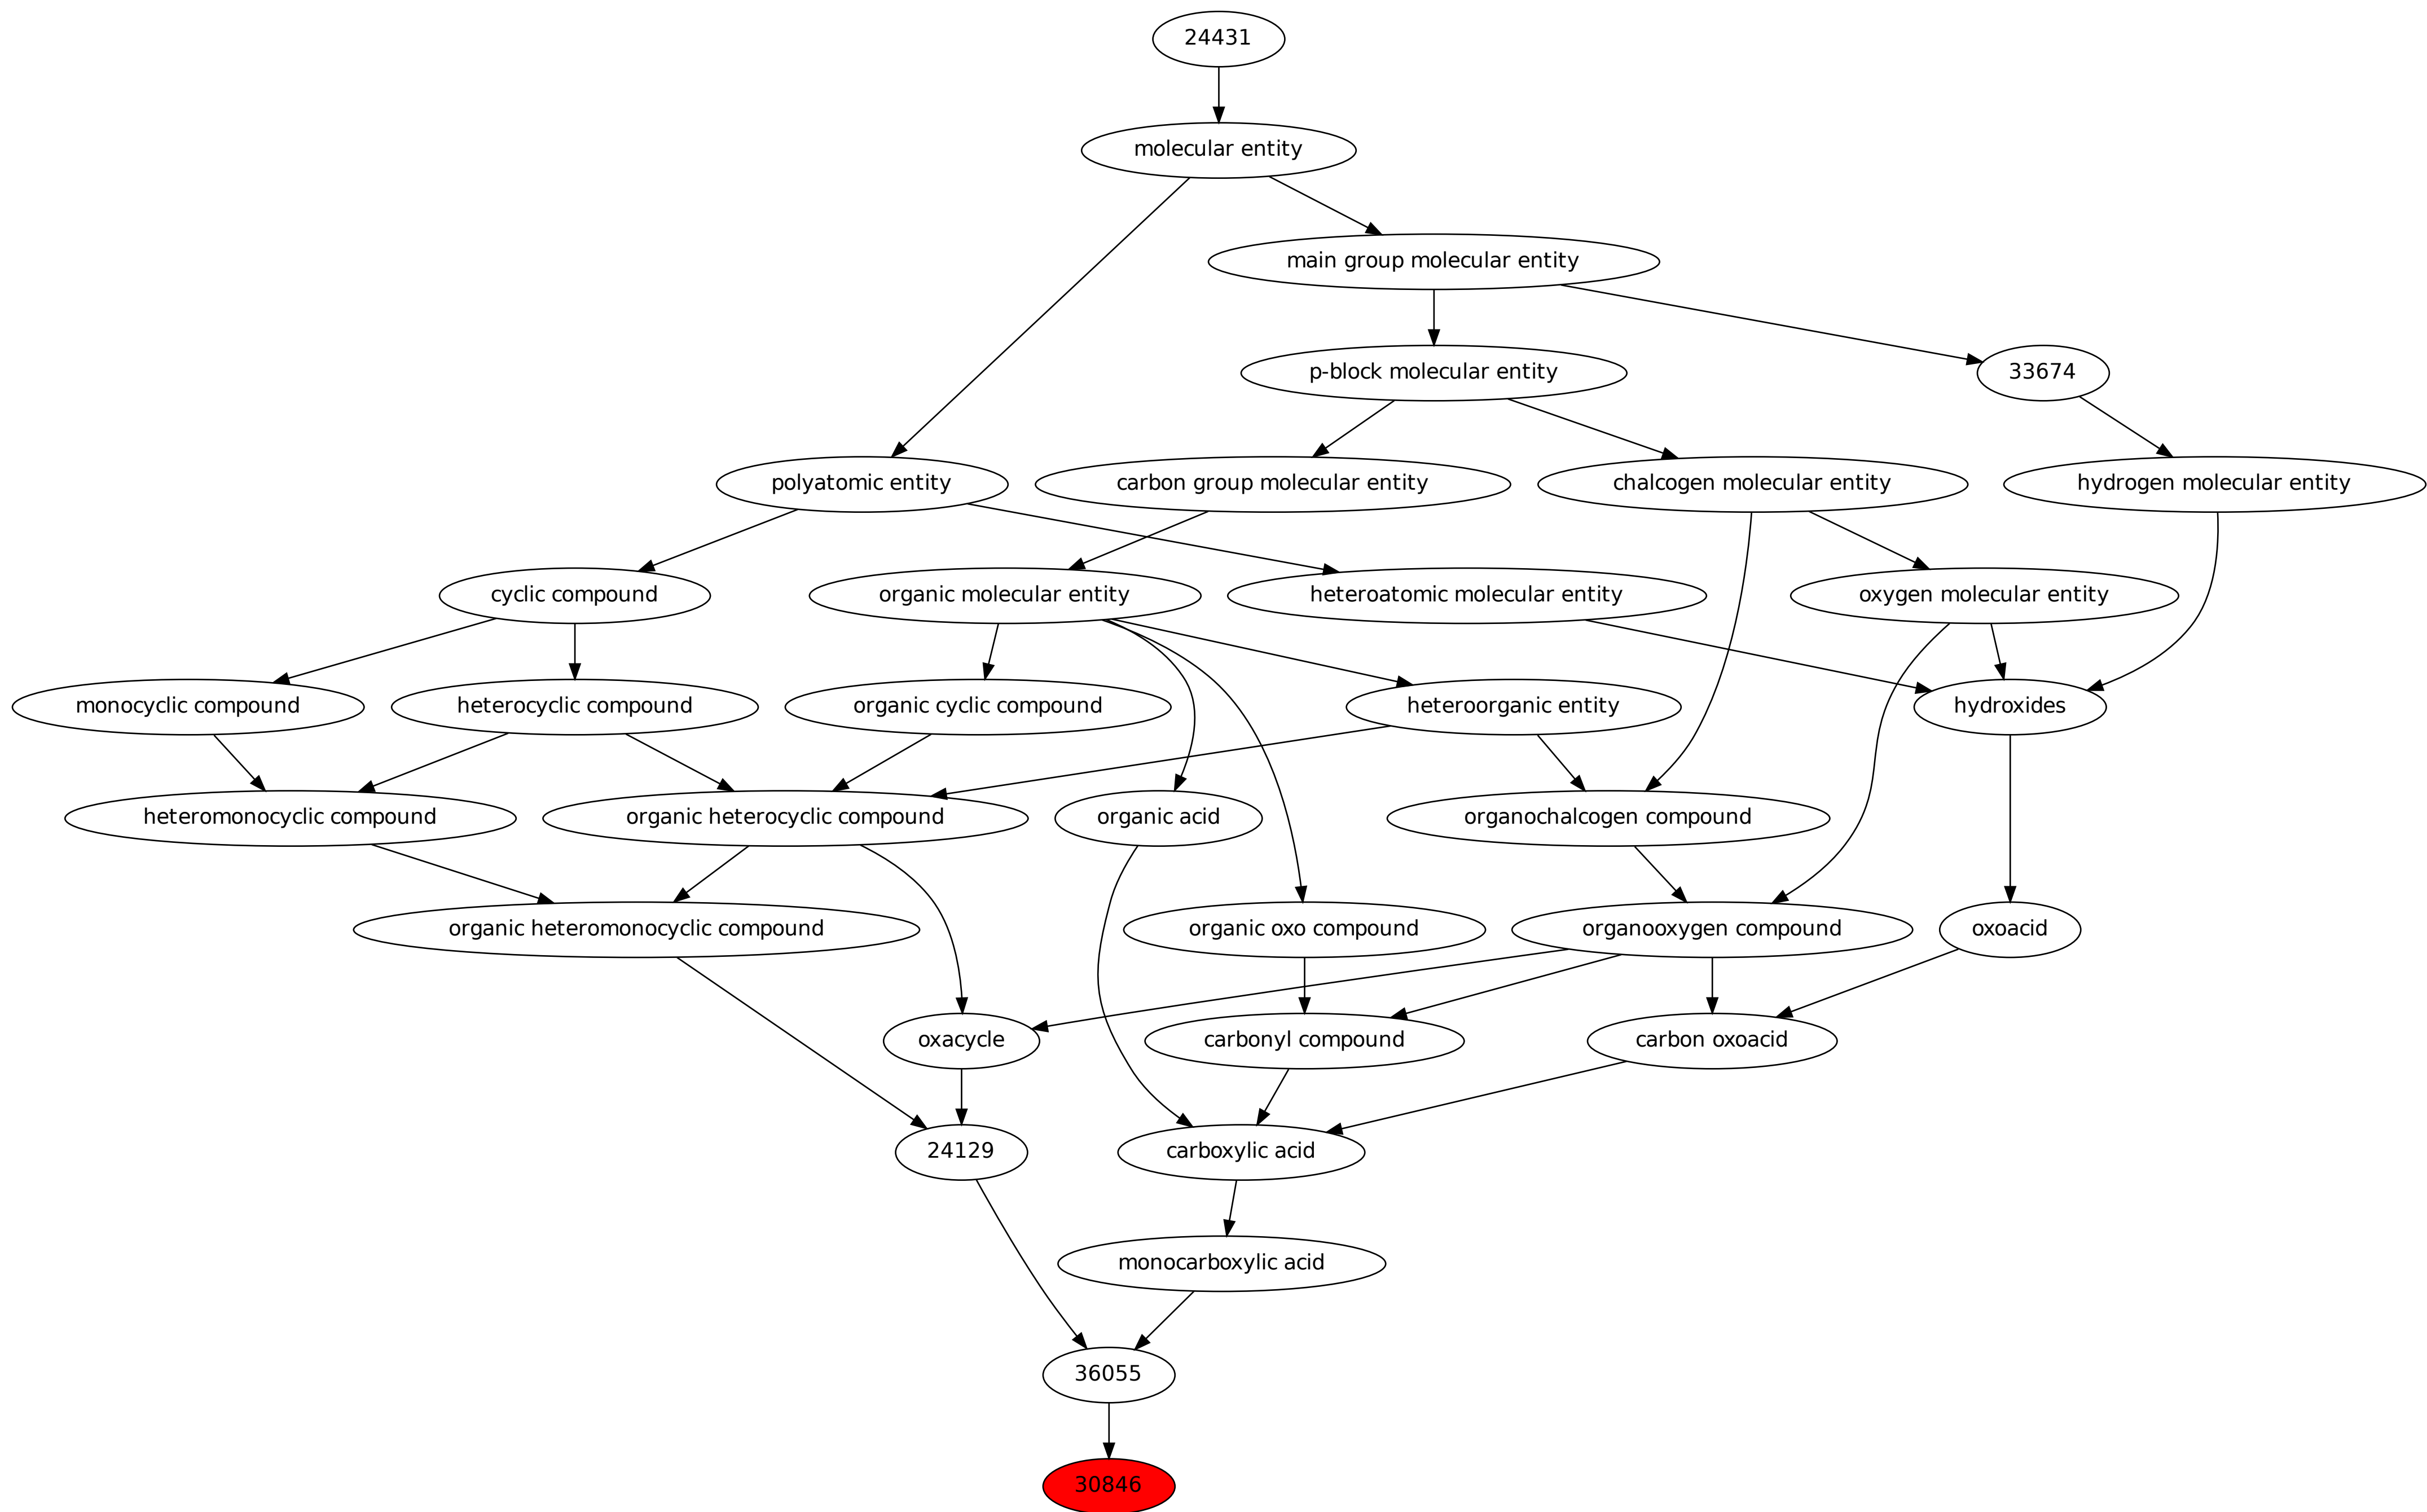 24431
molecular entity
main group molecular entity
p-block molecular entity
33674
polyatomic entity
carbon group molecular entity
chalcogen molecular entity
hydrogen molecular entity
cyclic compound
organic molecular entity
heteroatomic molecular entity
oxygen molecular entity
monocyclic compound
heterocyclic compound
organic cyclic compound
heteroorganic entity
hydroxides
heteromonocyclic compound
organic heterocyclic compound
organic acid
organochalcogen compound
organic heteromonocyclic compound
organic oxo compound
organooxygen compound
oxoacid
oxacycle
carbonyl compound
carbon oxoacid
24129
carboxylic acid
monocarboxylic acid
36055
30846